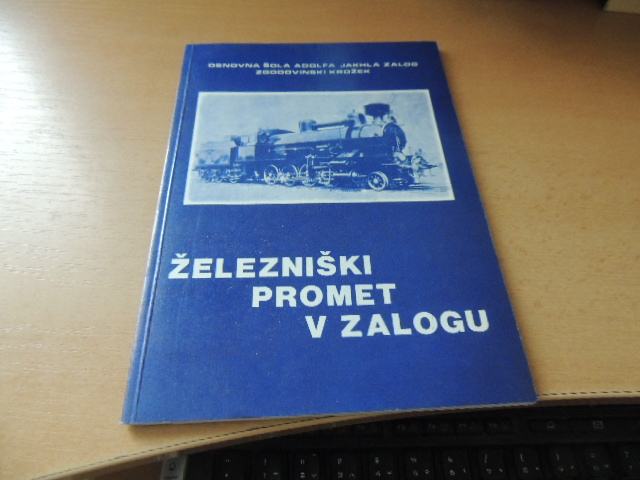 OSNOVNA ŠOLA ADOLFA JAKHLA ZALOG
ZGODOVINSKI KROŽEK
ŽELEZNIŠKI
PROMET
V ZALOGU